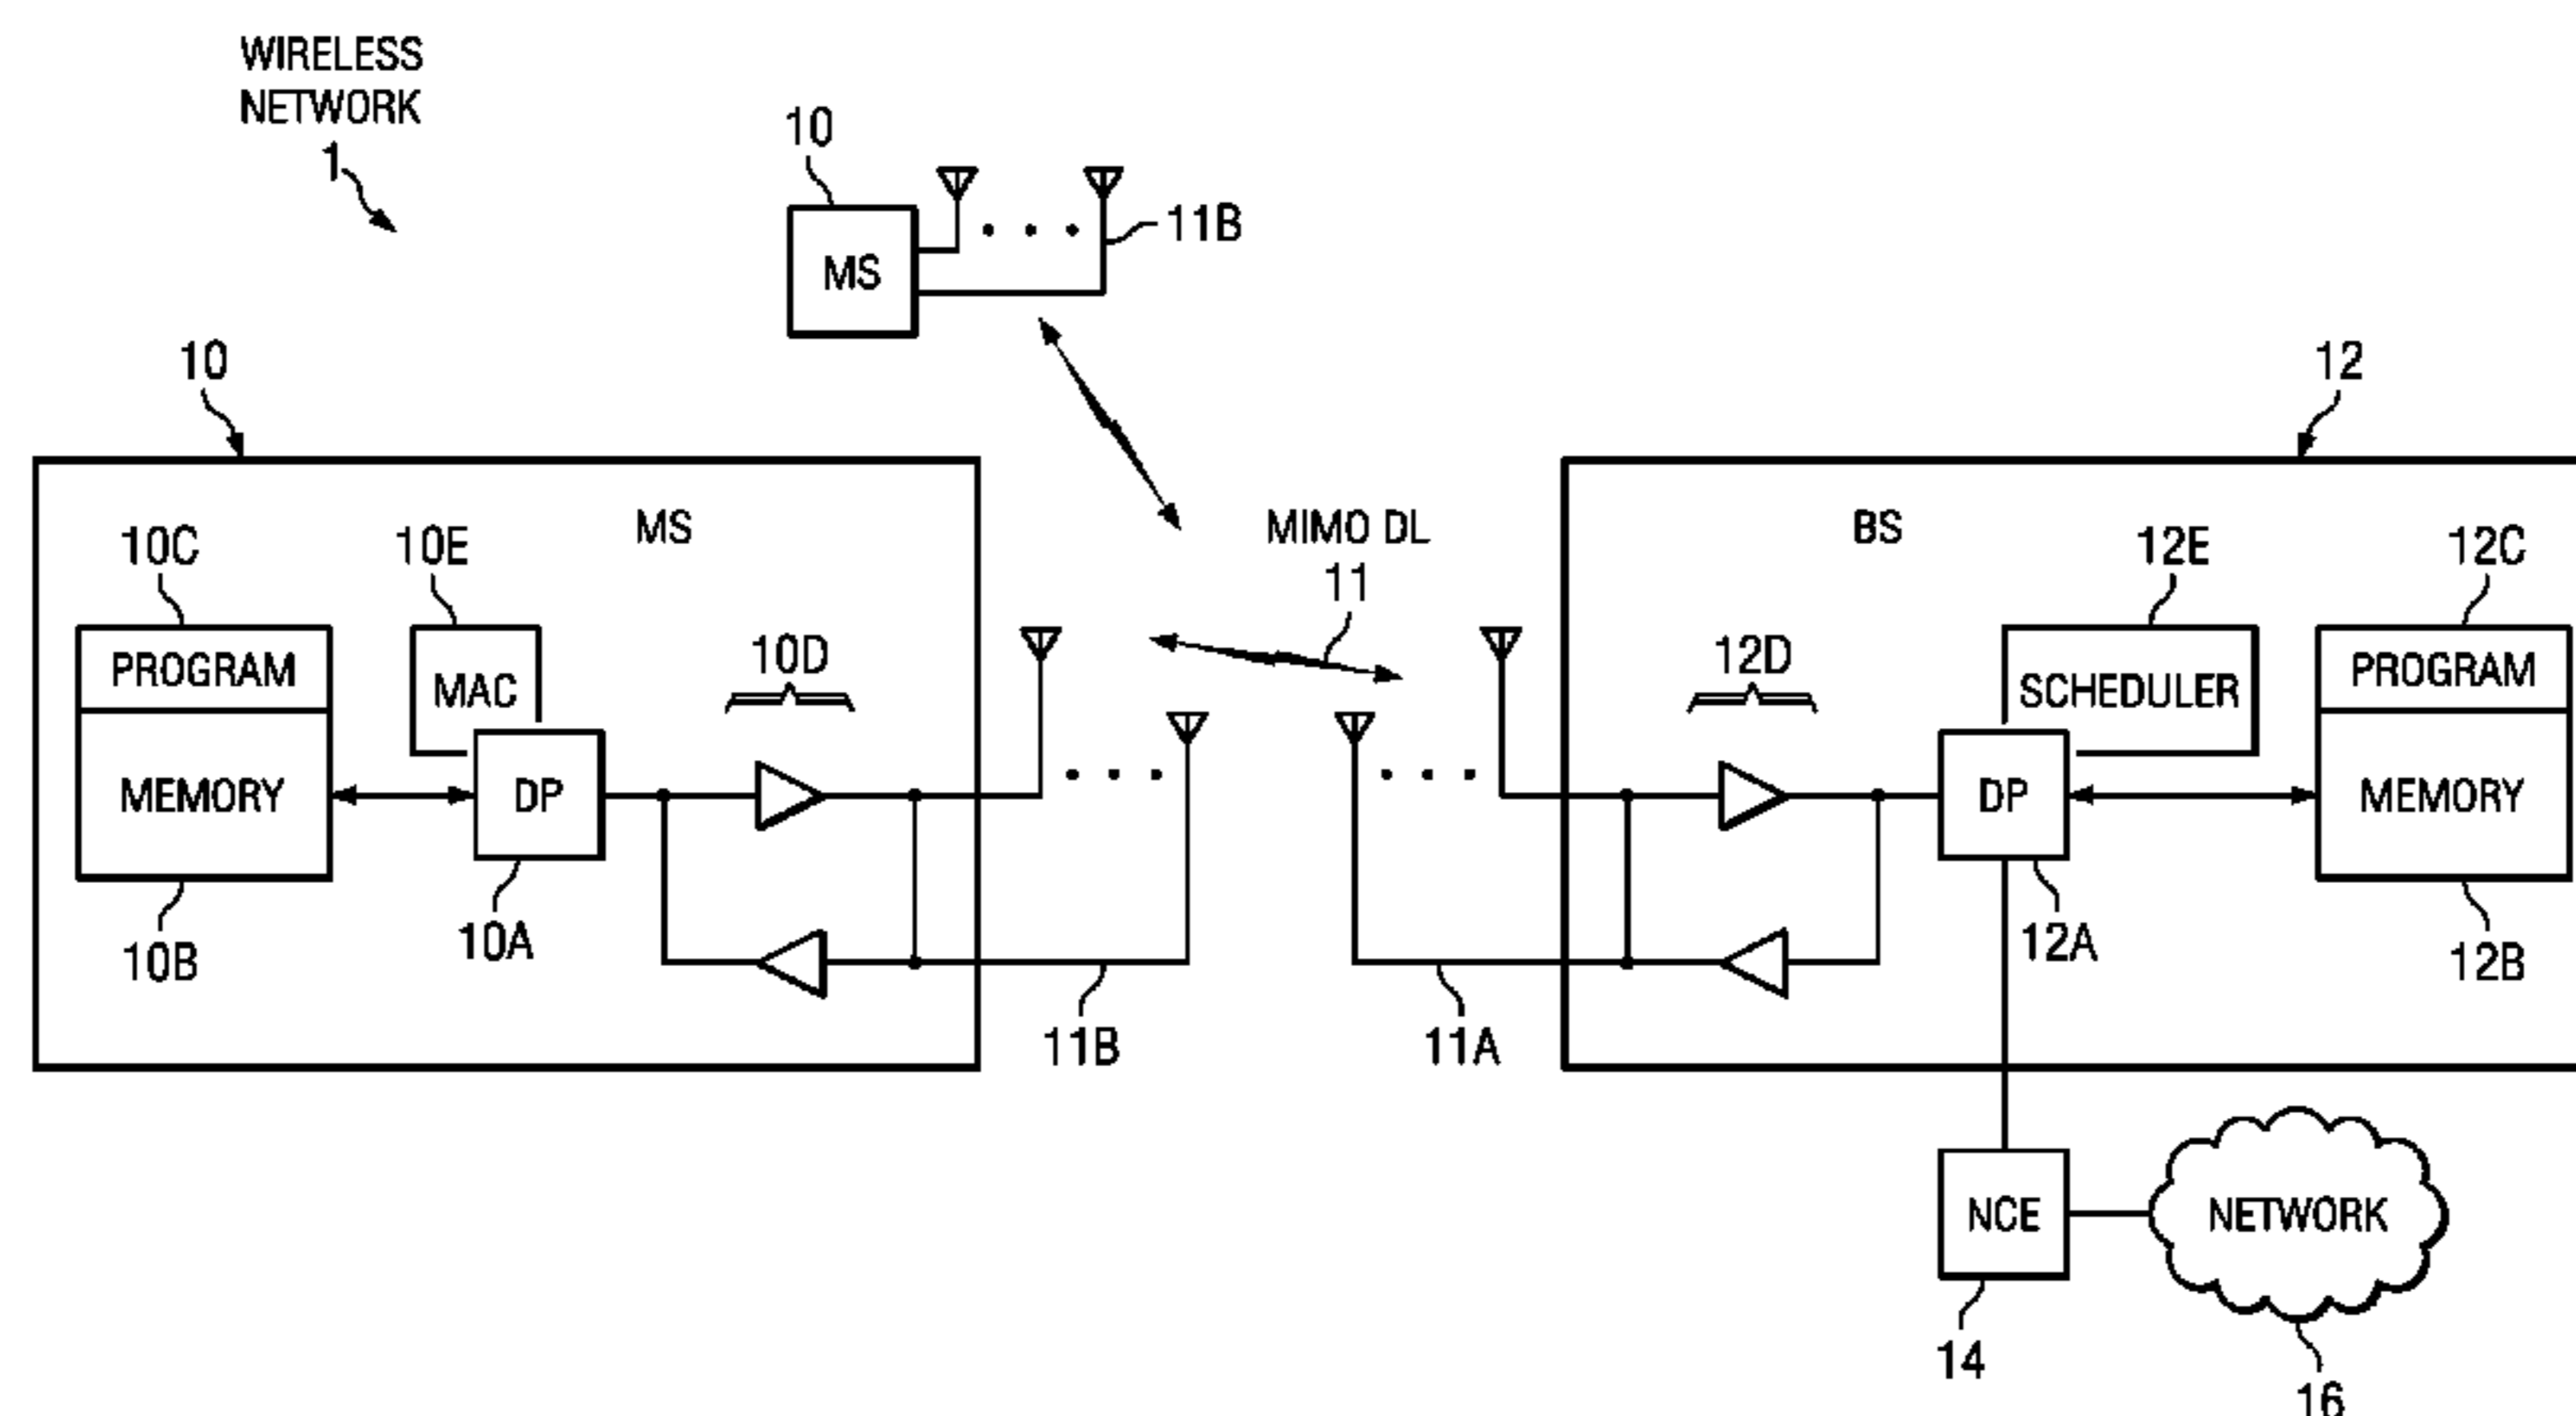 WIRELESS
NETWORK
1
10
MS
11B
10
12
MS
MIMO DL
11
BS
10C
10E
10D
12D
12E
12C
PROGRAM
MAC
SCHEDULER
PROGRAM
MEMORY
DP
DP
MEMORY
10B
10A
12A
12B
11B
11A
NCE
NETWORK
14
16